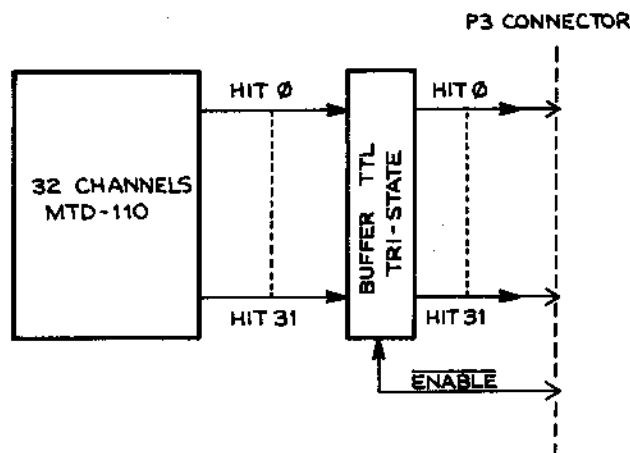 P3 CONNECTOR
HIT Ø
HIT Ø
32 CHANNELS
MTD-110
BUFFER TTL
TRI-STATE
HIT 31
HIT 31
ENABLE